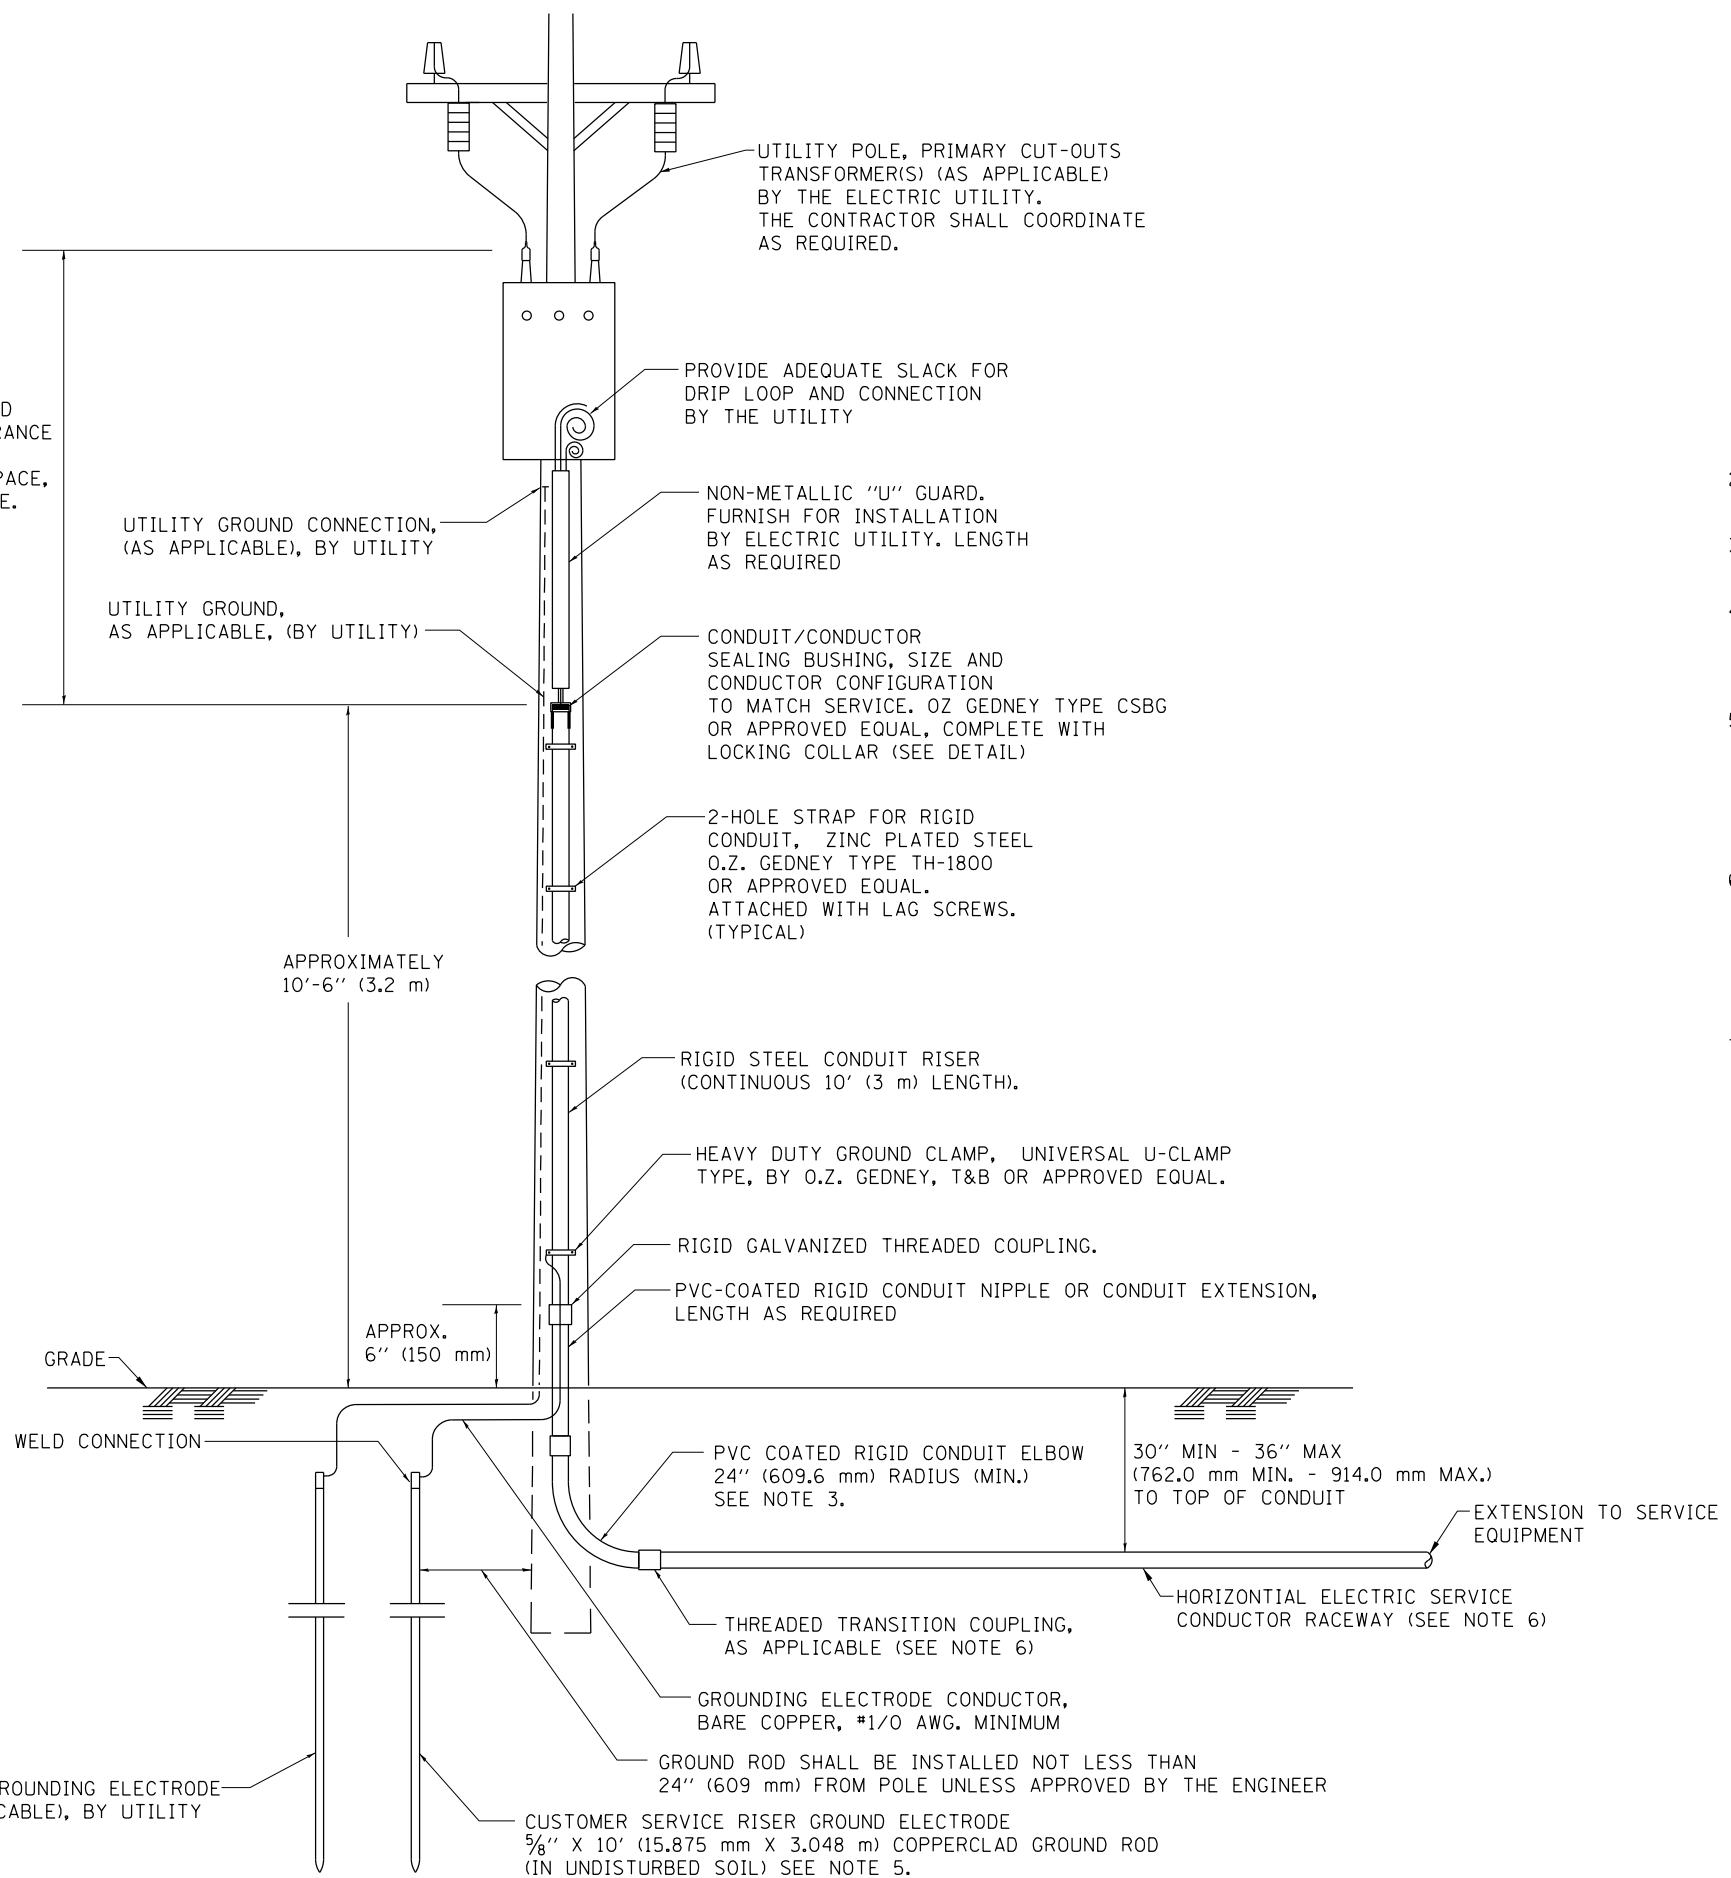 UTILITY POLE, PRIMARY CUT-OUTS
TRANSFORMER(S) (AS APPLICABLE)
BY THE ELECTRIC UTILITY.
THE CONTRACTOR SHALL COORDINATE
AS REQUIRED.
PROVIDE ADEQUATE SLACK FOR
DRIP LOOP AND CONNECTION
BY THE UTILITY
UTILITY GROUND CONNECTION,
(AS APPLICABLE), BY UTILITY
NON-METALLIC "U" GUARD.
FURNISH FOR INSTALLATION
BY ELECTRIC UTILITY. LENGTH
AS REQUIRED
UTILITY GROUND,
AS APPLICABLE, (BY UTILITY)
CONDUIT/CONDUCTOR
SEALING BUSHING, SIZE AND
CONDUCTOR CONFIGURATION
TO MATCH SERVICE. OZ GEDNEY TYPE CSBG
OR APPROVED EQUAL, COMPLETE WITH
LOCKING COLLAR (SEE DETAIL)
2-HOLE STRAP FOR RIGID
CONDUIT, ZINC PLATED STEEL
O.Z. GEDNEY TYPE TH-1800
OR APPROVED EQUAL.
ATTACHED WITH LAG SCREWS.
(TYPICAL)
APPROXIMATELY
10'-6'' (3.2 m)
RIGID STEEL CONDUIT RISER
(CONTINUOUS 10' (3 m) LENGTH).
HEAVY DUTY GROUND CLAMP, UNIVERSAL U-CLAMP
TYPE, BY O.Z. GEDNEY, T&B OR APPROVED EQUAL.
RIGID GALVANIZED THREADED COUPLING.
PVC-COATED RIGID CONDUIT NIPPLE OR CONDUIT EXTENSION,
LENGTH AS REQUIRED
APPROX.
6'' (150 mm)
GRADE
WELD CONNECTION
PVC COATED RIGID CONDUIT ELBOW
24'' (609.6 mm) RADIUS (MIN.)
SEE NOTE 3.
30'' MIN - 36'' MAX
(762.0 mm MIN. - 914.0 mm MAX.)
TO TOP OF CONDUIT
EXTENSION TO SERVICE
EQUIPMENT
HORIZONTIAL ELECTRIC SERVICE
CONDUCTOR RACEWAY (SEE NOTE 6)
THREADED TRANSITION COUPLING,
AS APPLICABLE (SEE NOTE 6)
GROUNDING ELECTRODE CONDUCTOR,
BARE COPPER, #1/0 AWG. MINIMUM
GROUND ROD SHALL BE INSTALLED NOT LESS THAN
24'' (609 mm) FROM POLE UNLESS APPROVED BY THE ENGINEER
ELECTRODE
BY UTILITY
CUSTOMER SERVICE RISER GROUND ELECTRODE
5/8'' X 10' (15.875 mm X 3.048 m) COPPERCLAD GROUND ROD
(IN UNDISTURBED SOIL) SEE NOTE 5.